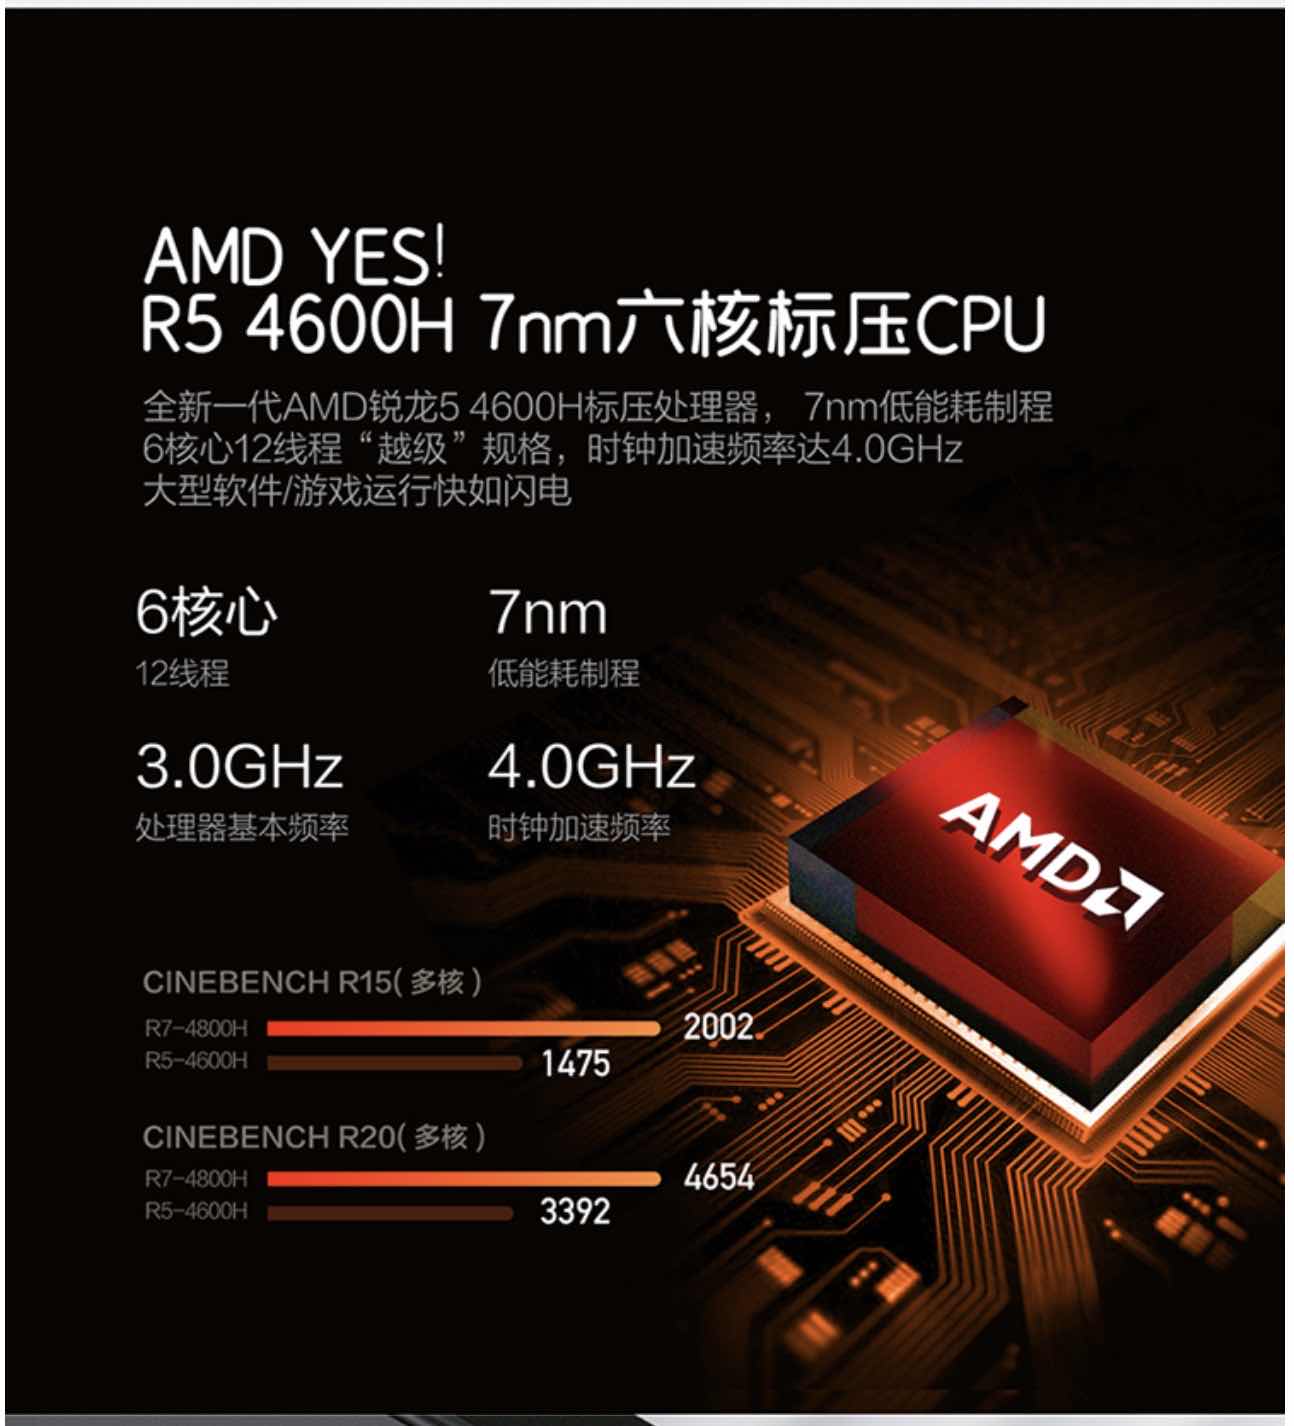 AMD YES!
R5 4600H 7nm六核标压CPU
全新一代AMD锐龙5 4600H标压处理器， 7nm低能耗制程
6核心12线程“越级”规格，时钟加速频率达4.0GHz
大型软件/游戏运行快如闪电
6核心
12线程
7nm
低能耗制程
3.0GHz
处理器基本频率
4.0GHz
时钟加速频率
AMD
CINEBENCH R15(多核)
R7-4800H 2002
R5-4600H 1475
CINEBENCH R20(多核)
R7-4800H 4654
R5-4600H 3392